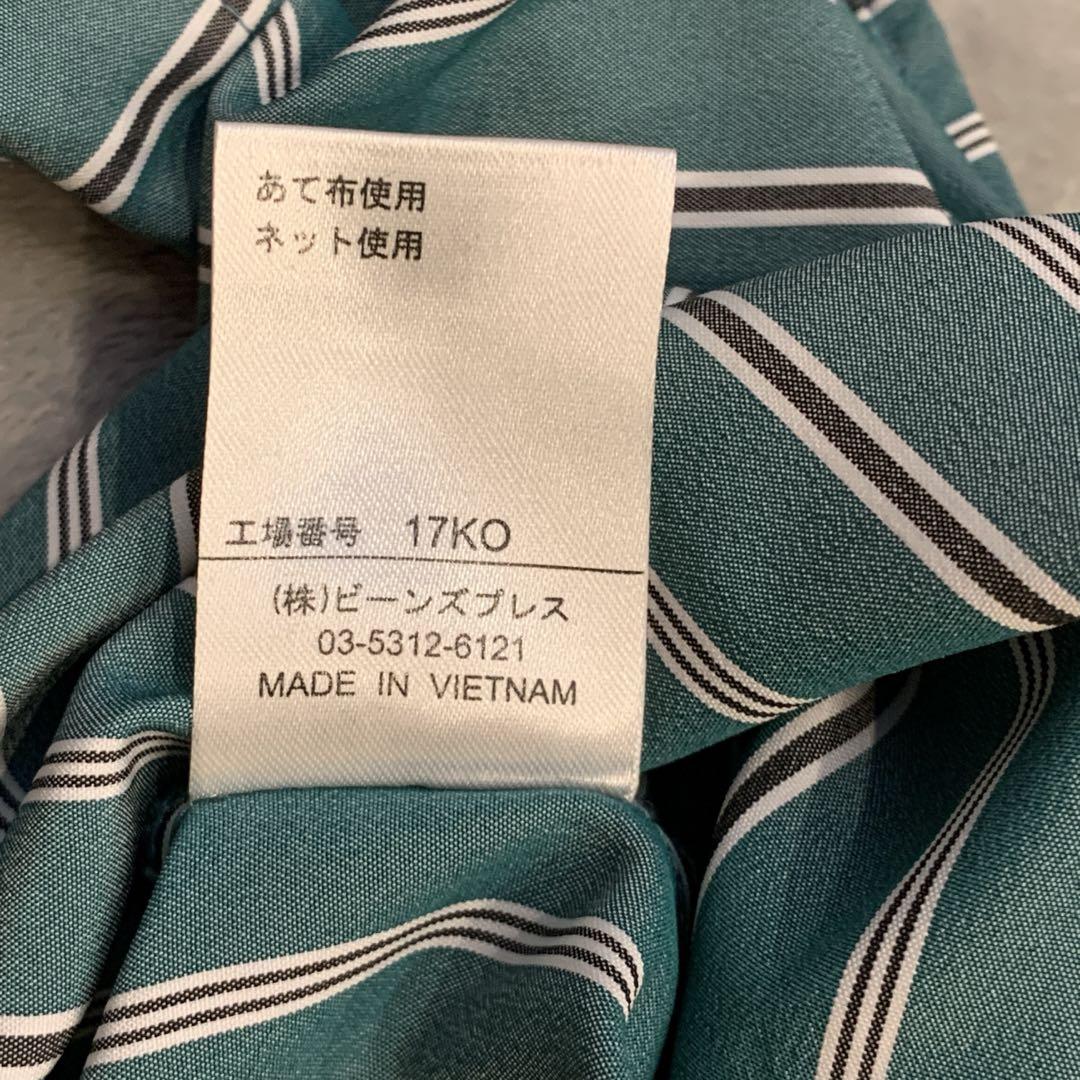 あて布使用
ネット使用
工場番号 17KO
(株)ビーンズプレス
03-5312-6121
MADE IN VIETNAM